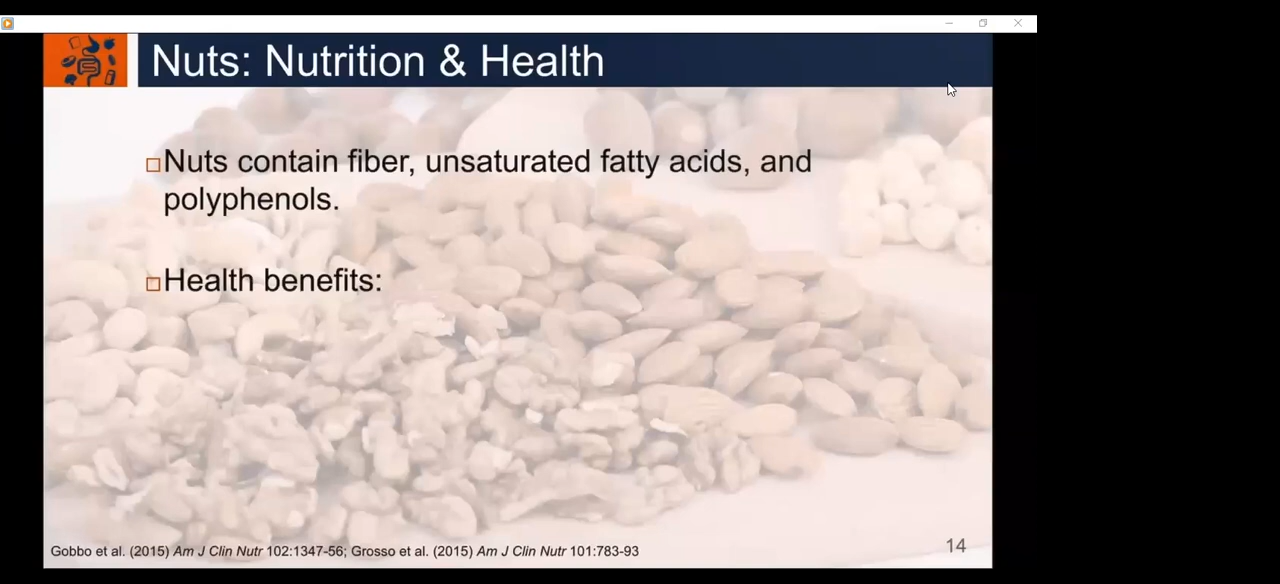 Nuts: Nutrition & Health
Nuts contain fiber, unsaturated fatty acids, and
polyphenols.
Health benefits:
Gobbo et al. (2015) Am J Clin Nutr 102:1347-56; Grosso et al. (2015) Am J Clin Nutr 101:783-93
14